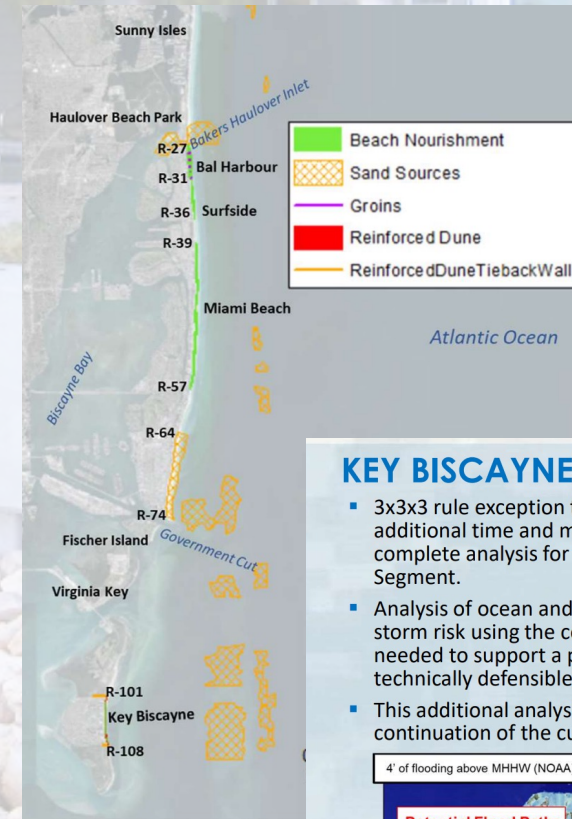 Sunny Isles
Haulover Beach Park
Bakers Haulover Inlet
R-27
Bal Harbour
R-31
R-36 Surfside
R-39
Miami Beach
Biscayne Bay
R-57
R-64
R-74
Fischer Island
Government Cut
Virginia Key
R-101
Key Biscayne
R-108
Atlantic Ocean
Beach Nourishment
Sand Sources
Groins
Reinforced Dune
ReinforcedDuneTiebackWall
KEY BISCAYNE
3x3x3 rule exception
additional time and
complete analysis for
Segment.
Analysis of ocean and
storm risk using the
needed to support a
technically defensible
This additional
continuation of the
4' of flooding above MHHW (NOAA